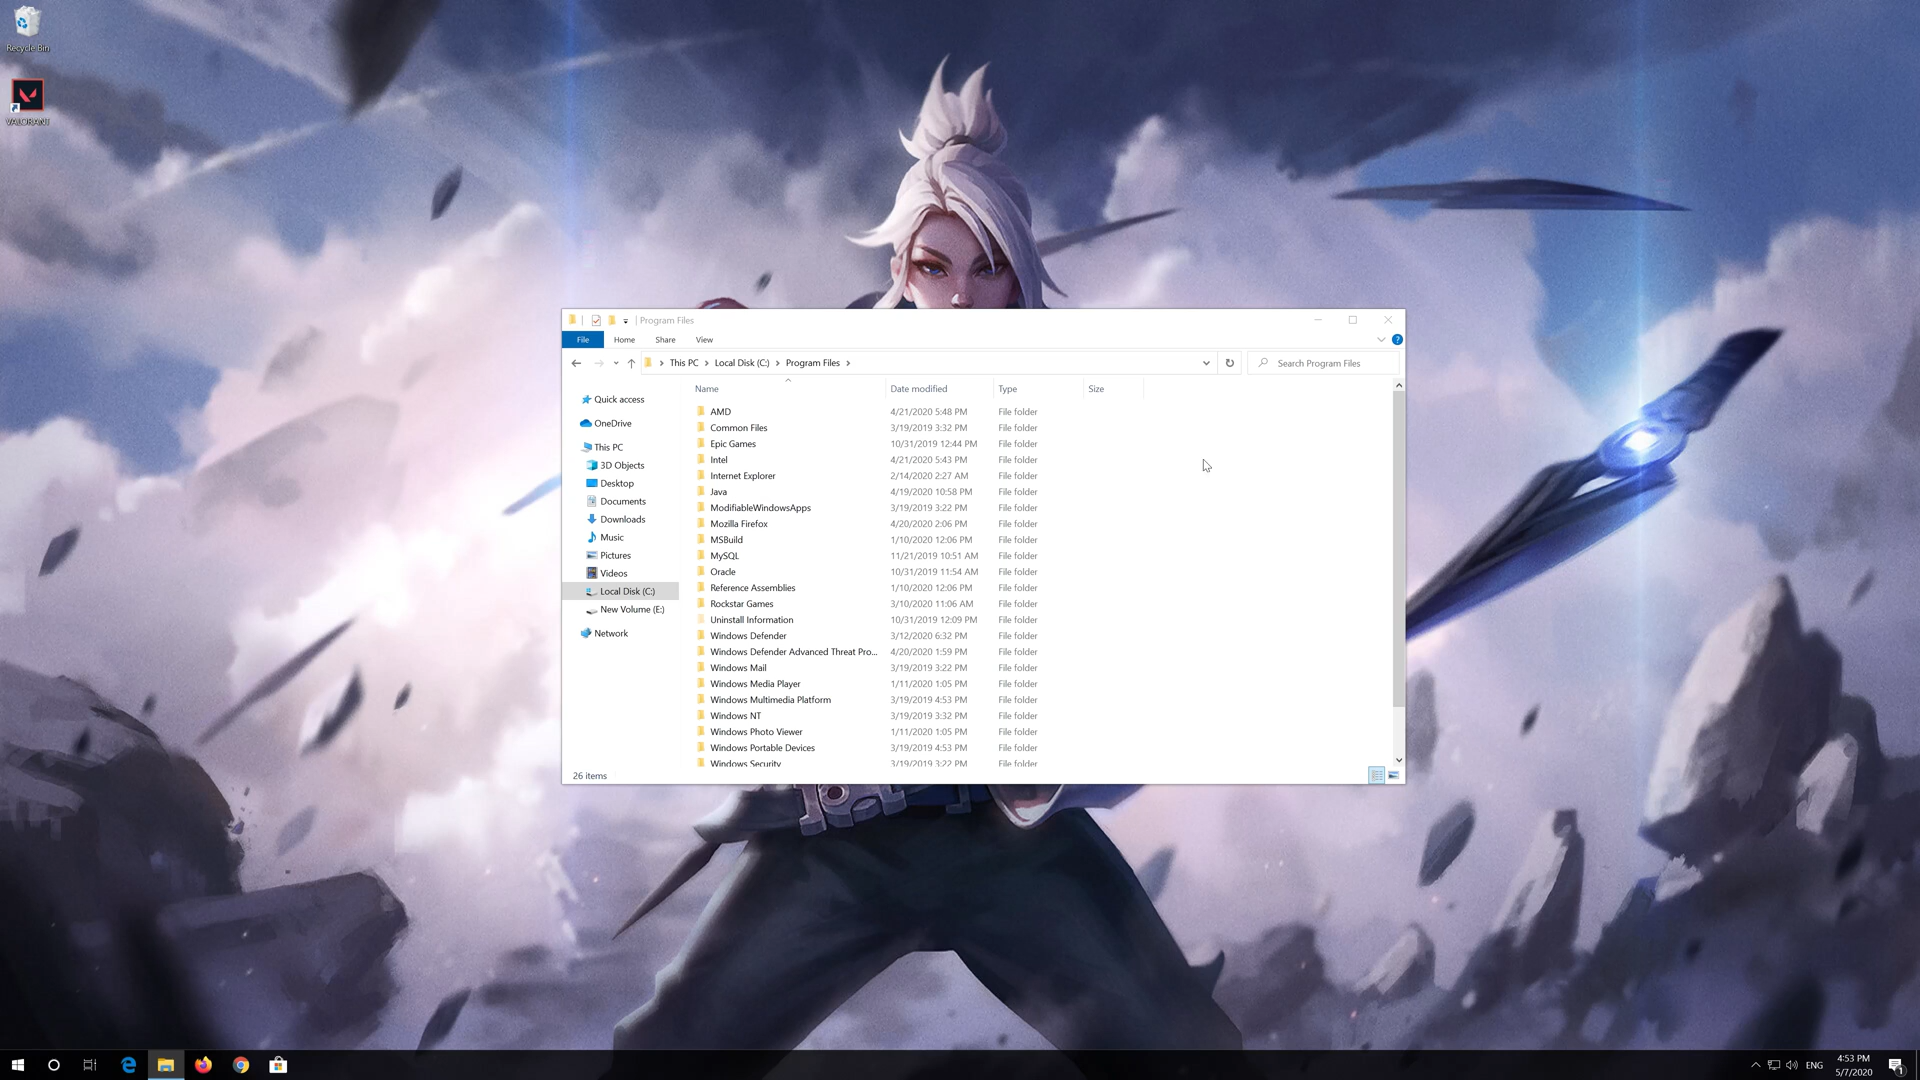 Recycle Bin
VALORANT
Program Files
File Home Share View
This PC Local Disk (C:) Program Files
Search Program Files
Name Date modified Type Size
Quick access
OneDrive
This PC
3D Objects
Desktop
Documents
Downloads
Music
Pictures
Videos
Local Disk (C:)
New Volume (E:)
Network
AMD 4/21/2020 5:48 PM File folder
Common Files 3/19/2019 3:32 PM File folder
Epic Games 10/31/2019 12:44 PM File folder
Intel 4/21/2020 5:43 PM File folder
Internet Explorer 2/14/2020 2:27 AM File folder
Java 4/19/2020 10:58 PM File folder
ModifiableWindowsApps 3/19/2019 3:22 PM File folder
Mozilla Firefox 4/20/2020 2:06 PM File folder
MSBuild 1/10/2020 12:06 PM File folder
MySQL 11/21/2019 10:51 AM File folder
Oracle 10/31/2019 11:54 AM File folder
Reference Assemblies 1/10/2020 12:06 PM File folder
Rockstar Games 3/10/2020 11:06 AM File folder
Uninstall Information 10/31/2019 12:09 PM File folder
Windows Defender 3/12/2020 6:32 PM File folder
Windows Defender Advanced Threat Pro... 4/20/2020 1:59 PM File folder
Windows Mail 3/19/2019 3:22 PM File folder
Windows Media Player 1/11/2020 1:05 PM File folder
Windows Multimedia Platform 3/19/2019 4:53 PM File folder
Windows NT 3/19/2019 3:32 PM File folder
Windows Photo Viewer 1/11/2020 1:05 PM File folder
Windows Portable Devices 3/19/2019 4:53 PM File folder
Windows Security 3/19/2019 3:22 PM File folder
26 items
ENG
4:53 PM
5/7/2020
1